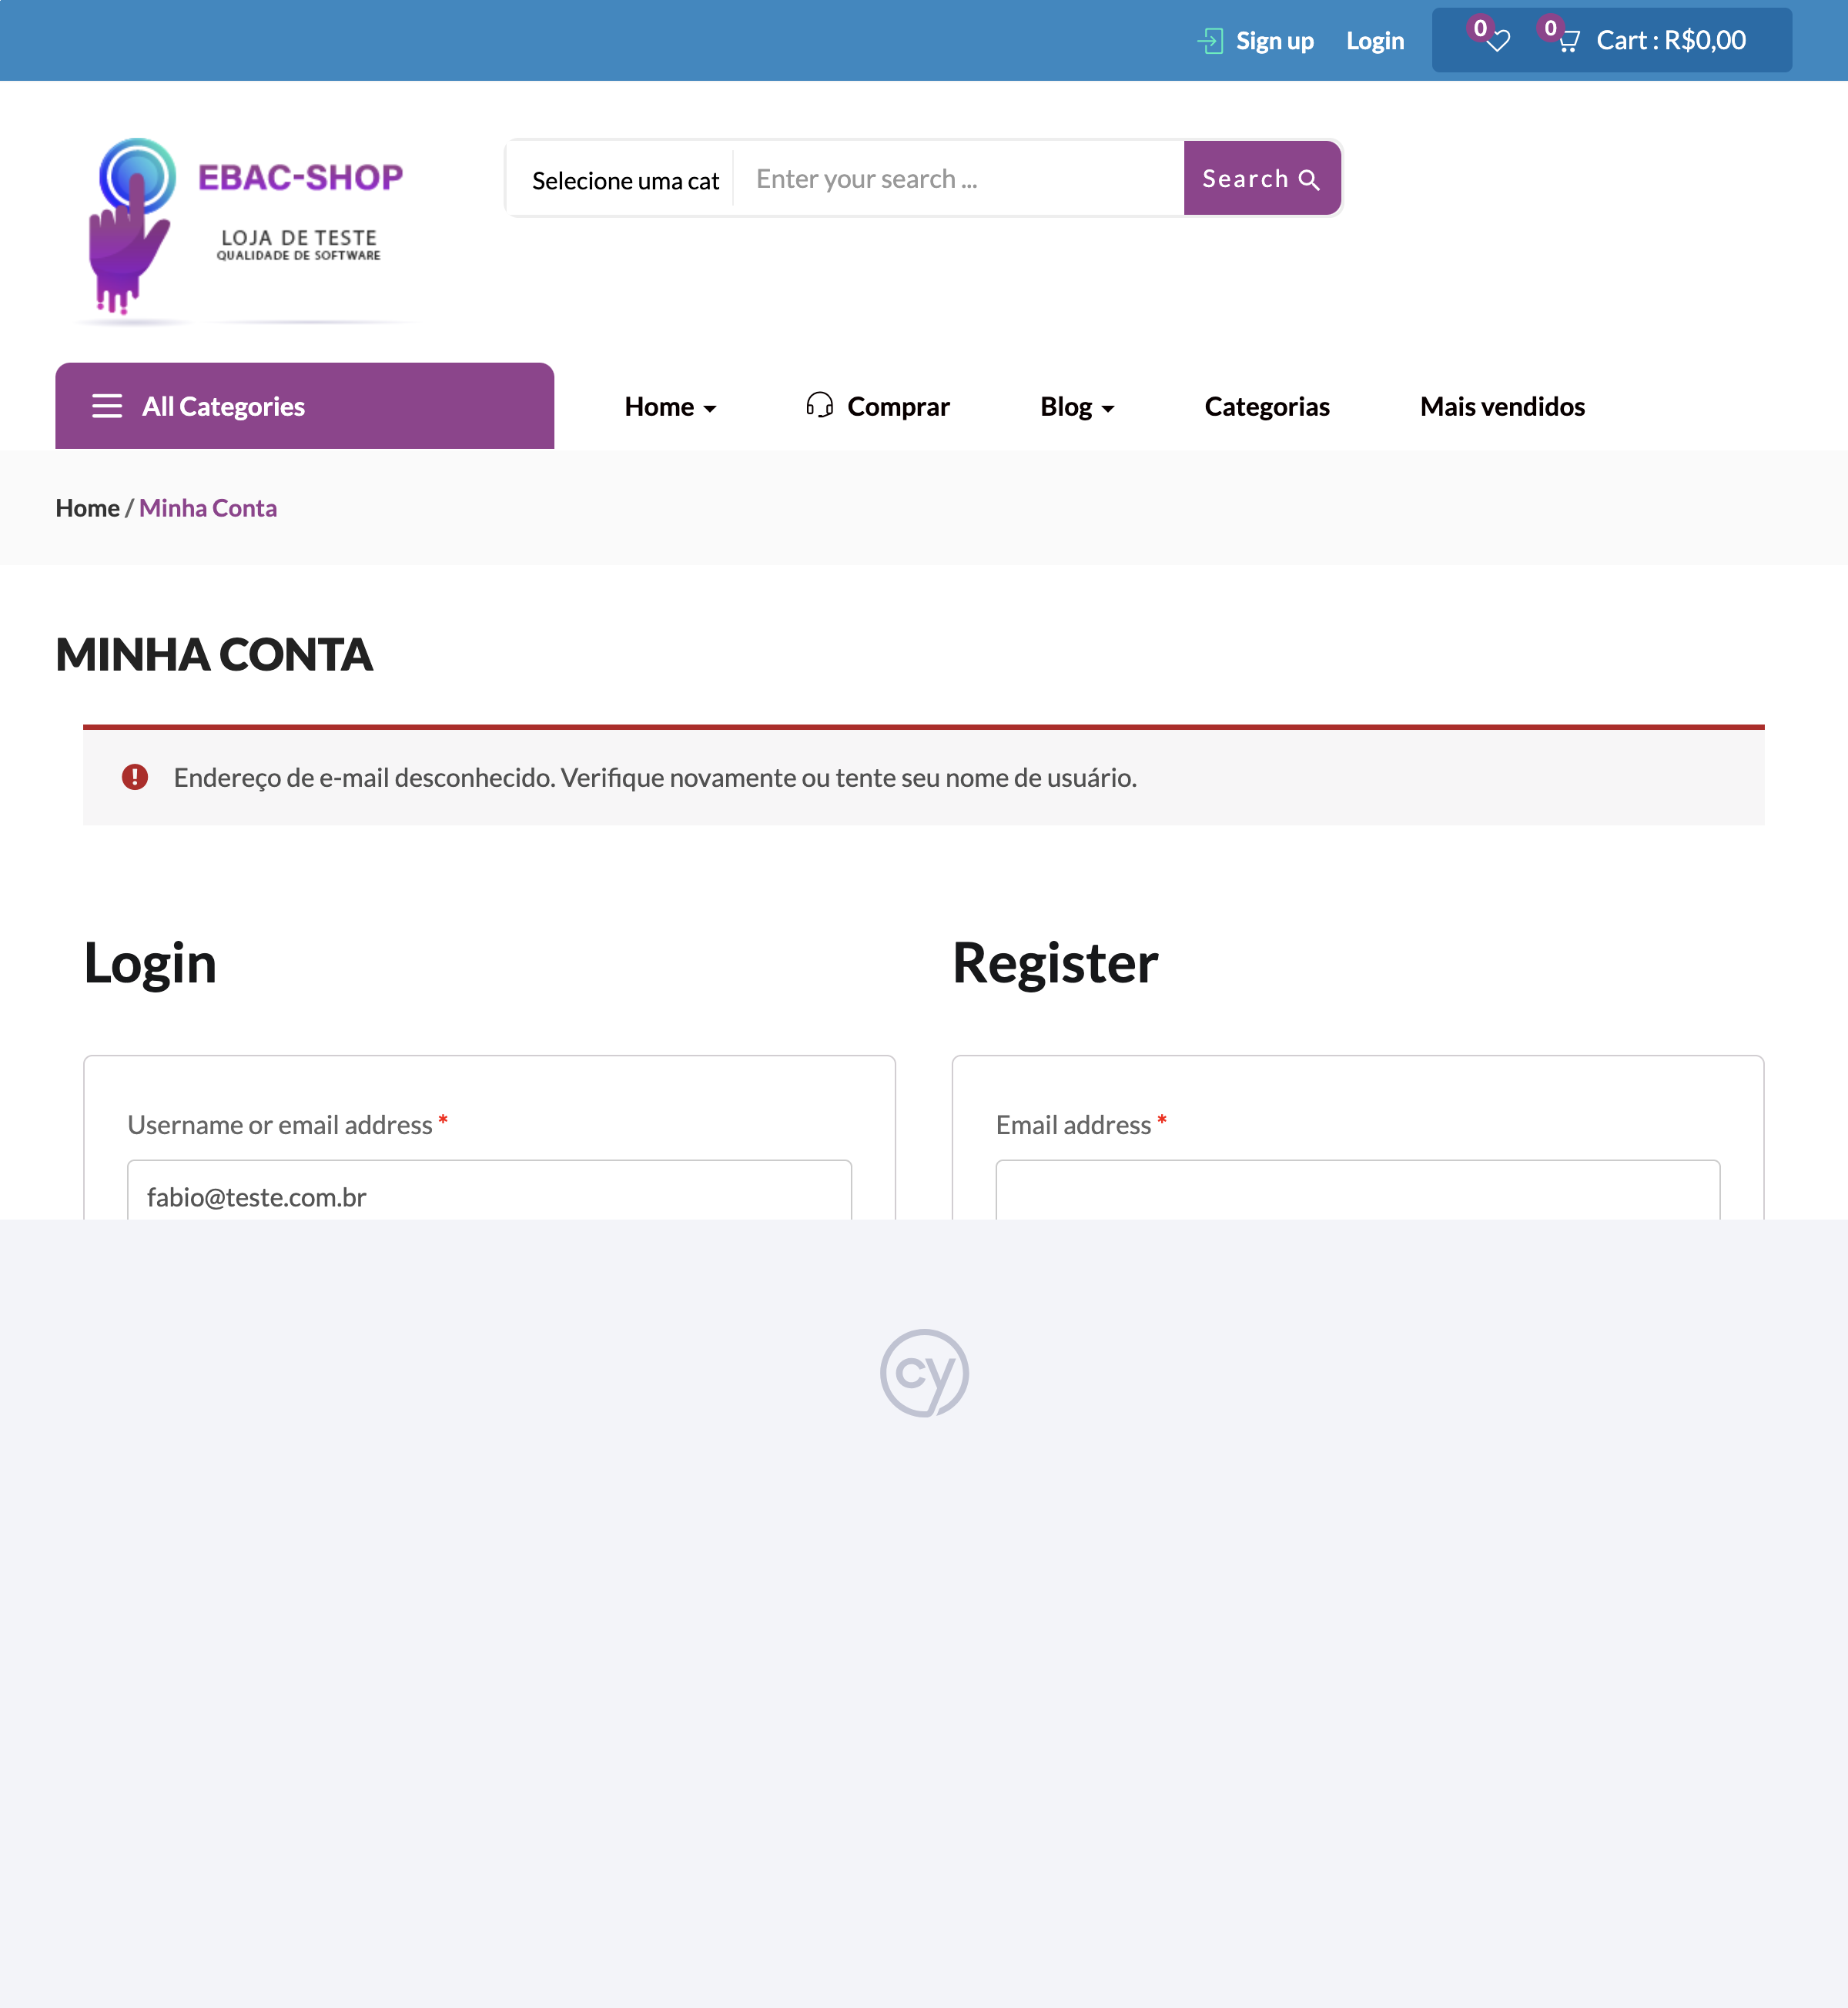 Sign up Login 0 0 Cart : R$0,00
EBAC-SHOP
LOJA DE TESTE
QUALIDADE DE SOFTWARE
Selecione uma cat Enter your search ... Search
All Categories Home Comprar Blog Categorias Mais vendidos
Home / Minha Conta
MINHA CONTA
Endereço de e-mail desconhecido. Verifique novamente ou tente seu nome de usuário.
Login Register
Username or email address * Email address *
fabio@teste.com.br
cy